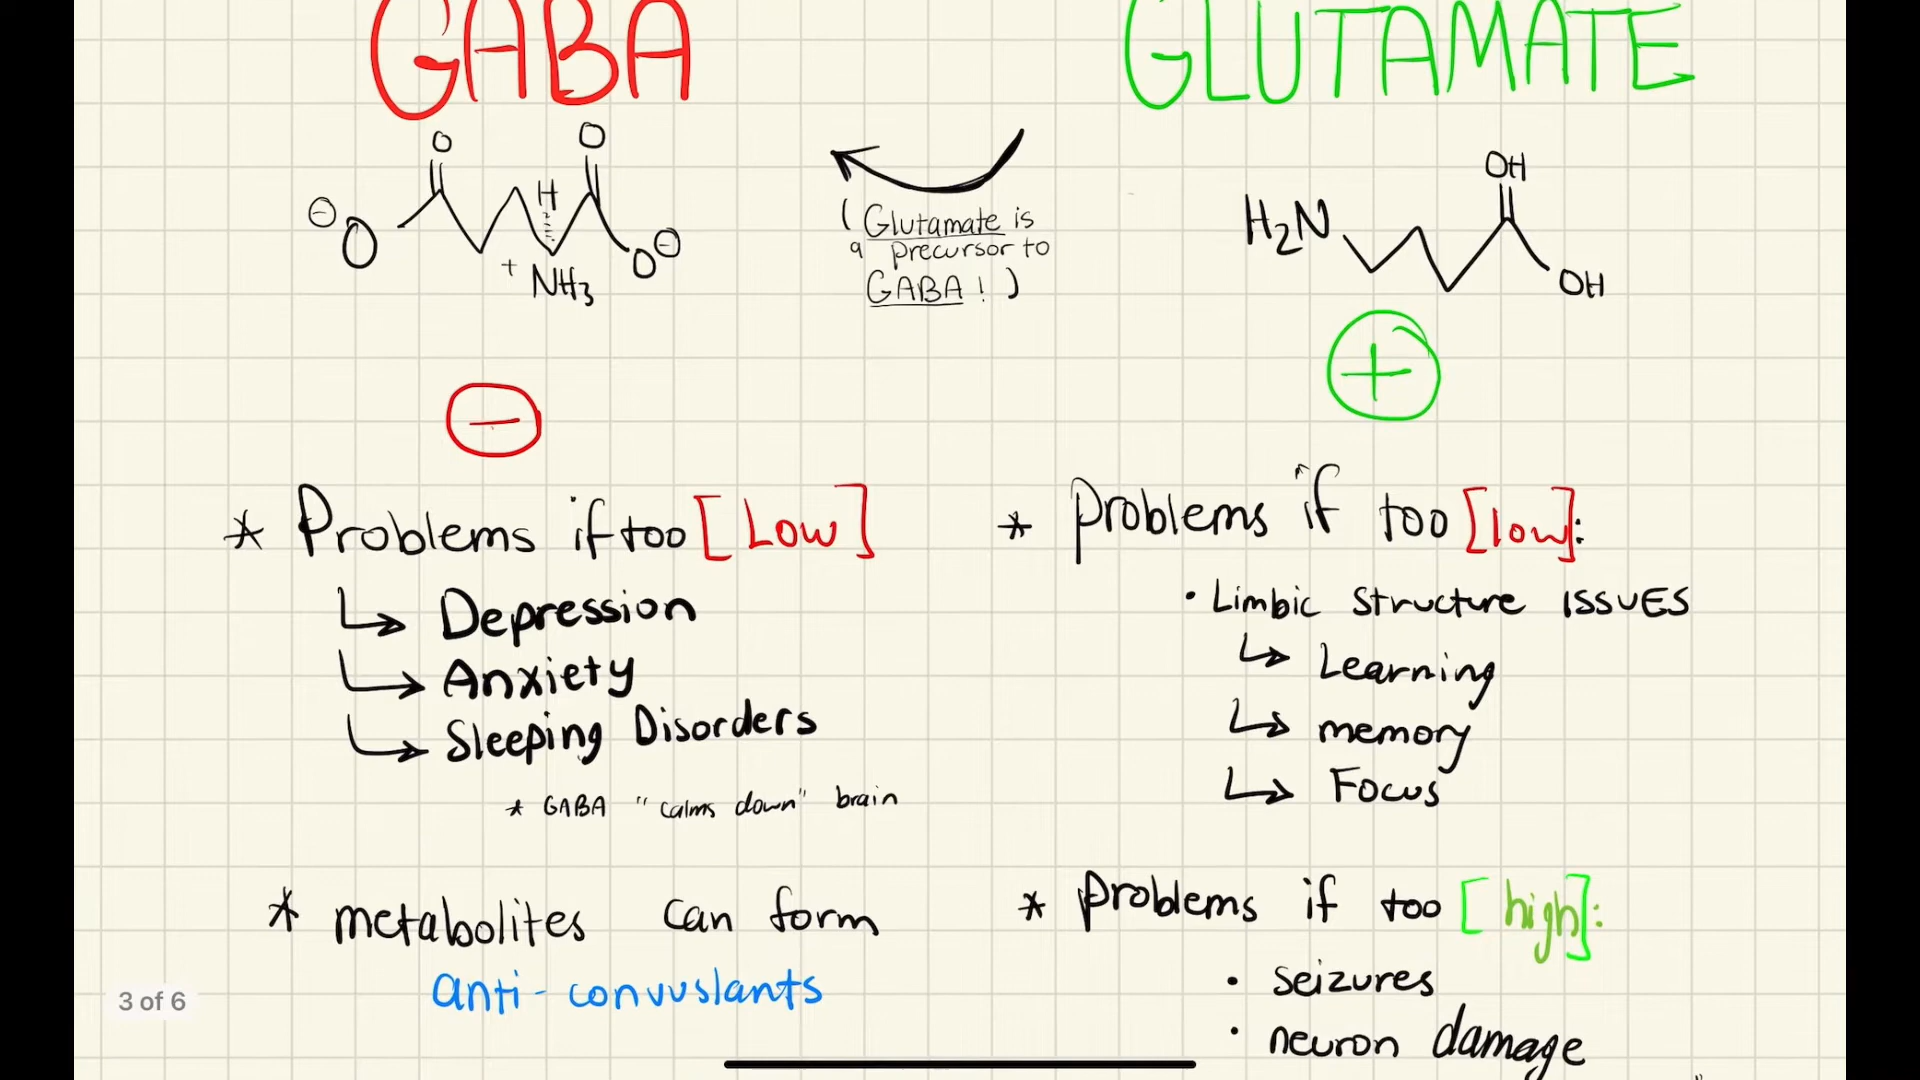 GABA
GLUTAMATE
O
O
H
⊖
O
O⊖
+
NH3
(Glutamate is
a precursor to
GABA!)
OH
H2N
OH
−
+
* Problems if too [Low]
↳ Depression
↳ Anxiety
↳ Sleeping Disorders
* GABA "calms down" brain
* metabolites can form
anti-convuslants
* Problems if too [low]:
• Limbic structure ISSUES
↳ Learning
↳ memory
↳ Focus
* Problems if too [high]:
• seizures
• neuron damage
3 of 6